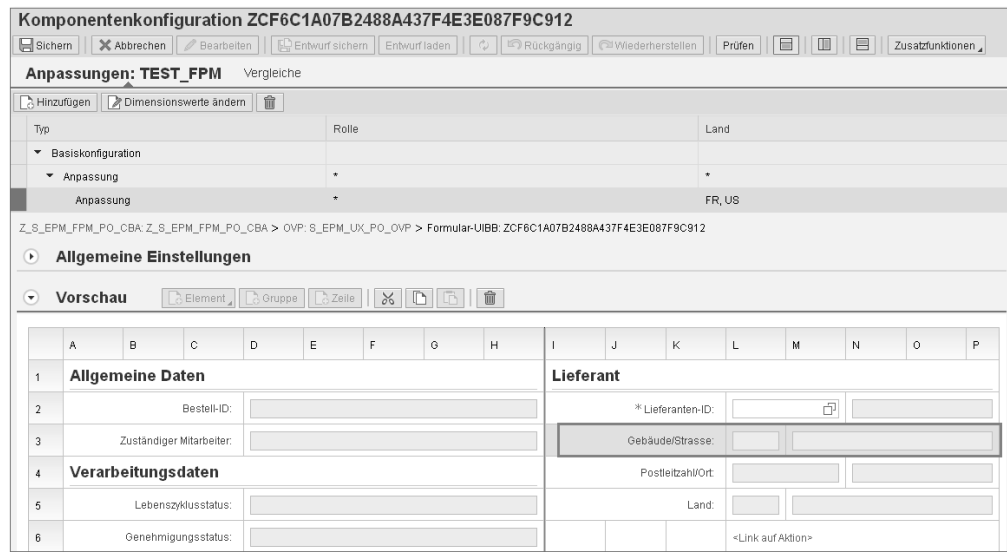 Komponentenkonfiguration ZCF6C1A07B2488A437F4E3E087F9C912
Sichern Abbrechen Bearbeiten Entwurf sichern Entwurf laden Rückgängig Wiederherstellen Prüfen Zusatzfunktionen
Anpassungen: TEST_FPM Vergleiche
Hinzufügen Dimensionswerte ändern
Typ Rolle Land
Basiskonfiguration
Anpassung * *
Anpassung * FR, US
Z_S_EPM_FPM_PO_CBA: Z_S_EPM_FPM_PO_CBA > OVP: S_EPM_UX_PO_OVP > Formular-UIBB: ZCF6C1A07B2488A437F4E3E087F9C912
Allgemeine Einstellungen
Vorschau Element Gruppe Zeile
A B C D E F G H I J K L M N O P
1 Allgemeine Daten Lieferant
2 Bestell-ID: * Lieferanten-ID:
3 Zuständiger Mitarbeiter: Gebäude/Strasse:
4 Verarbeitungsdaten Postleitzahl/Ort:
5 Lebenszyklusstatus: Land:
6 Genehmigungsstatus: <Link auf Aktion>